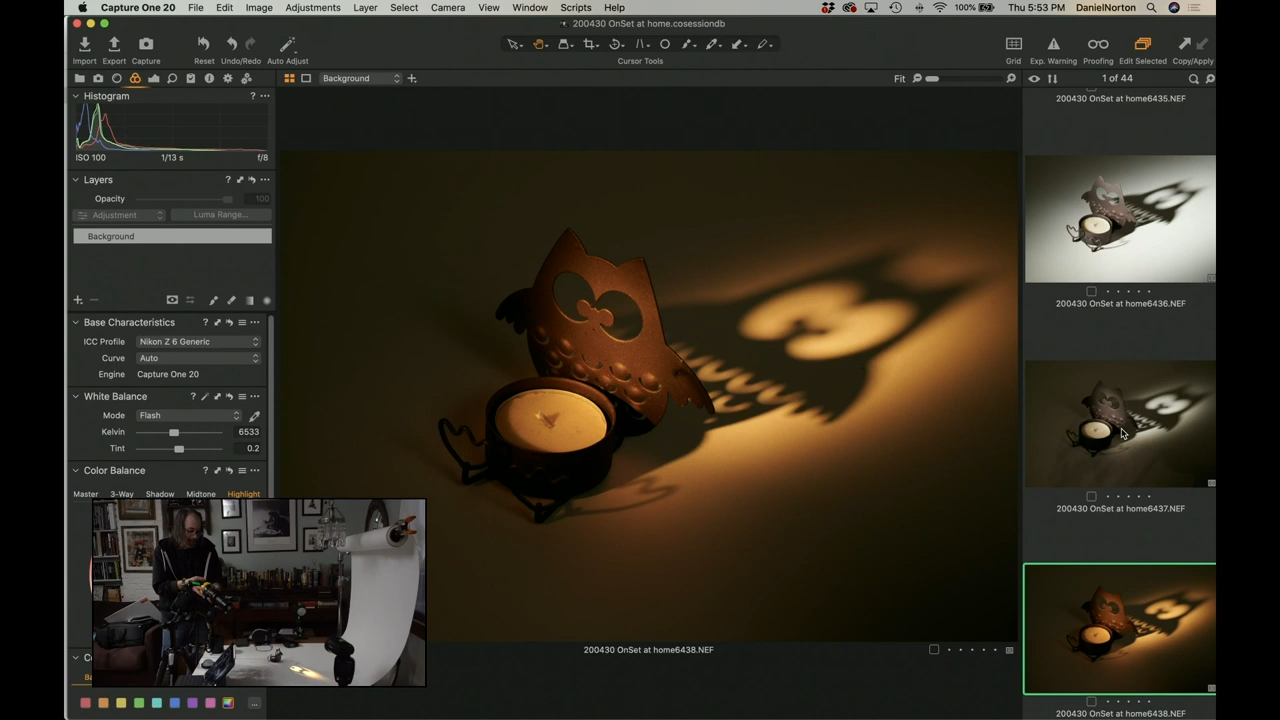 Capture One 20 File Edit Image Adjustments Layer Select Camera View Window Scripts Help 100% Thu 5:53 PM DanielNorton
200430 OnSet at home.cosessiondb
Import Export Capture Reset Undo/Redo Auto Adjust Cursor Tools Grid Exp. Warning Proofing Edit Selected Copy/Apply
Background Fit 1 of 44
Histogram
ISO 100 1/13 s f/8
Layers
Opacity 100
Adjustment Luma Range...
Background
Base Characteristics
ICC Profile Nikon Z 6 Generic
Curve Auto
Engine Capture One 20
White Balance
Mode Flash
Kelvin 6533
Tint 0.2
Color Balance
Master 3-Way Shadow Midtone Highlight
200430 OnSet at home6438.NEF
200430 OnSet at home6435.NEF
200430 OnSet at home6436.NEF
200430 OnSet at home6437.NEF
200430 OnSet at home6438.NEF